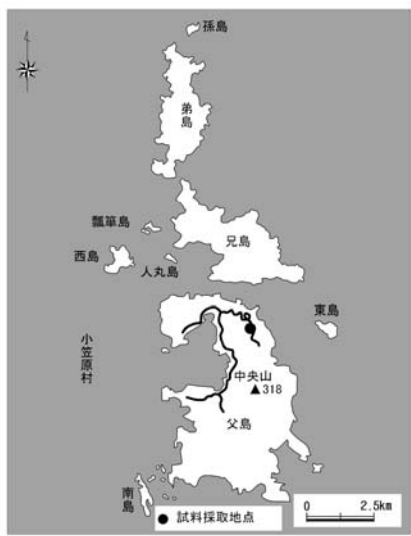 孫島
弟島
瓢箪島
兄島
西島
人丸島
東島
小笠原村
中央山
▲318
父島
南島
● 試料採取地点
0 2.5km